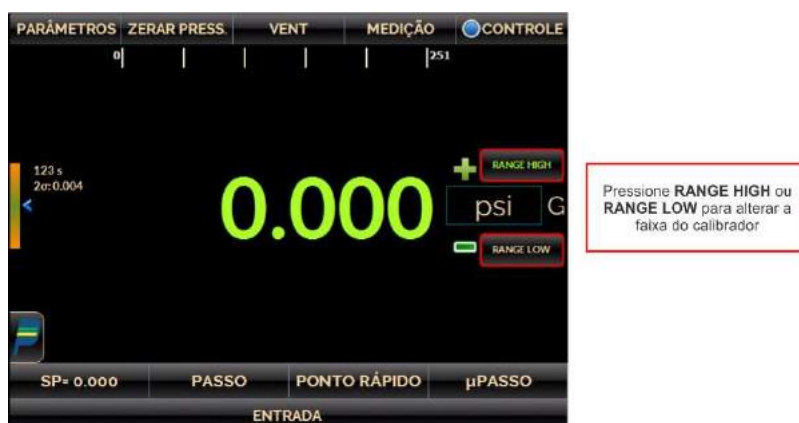 PARÂMETROS ZERAR PRESS. VENT MEDIÇÃO CONTROLE
0 251
123 s
2σ:0.004
RANGE HIGH
0.000 psi G
RANGE LOW
SP= 0.000 PASSO PONTO RÁPIDO µPASSO
ENTRADA
Pressione RANGE HIGH ou
RANGE LOW para alterar a
faixa do calibrador